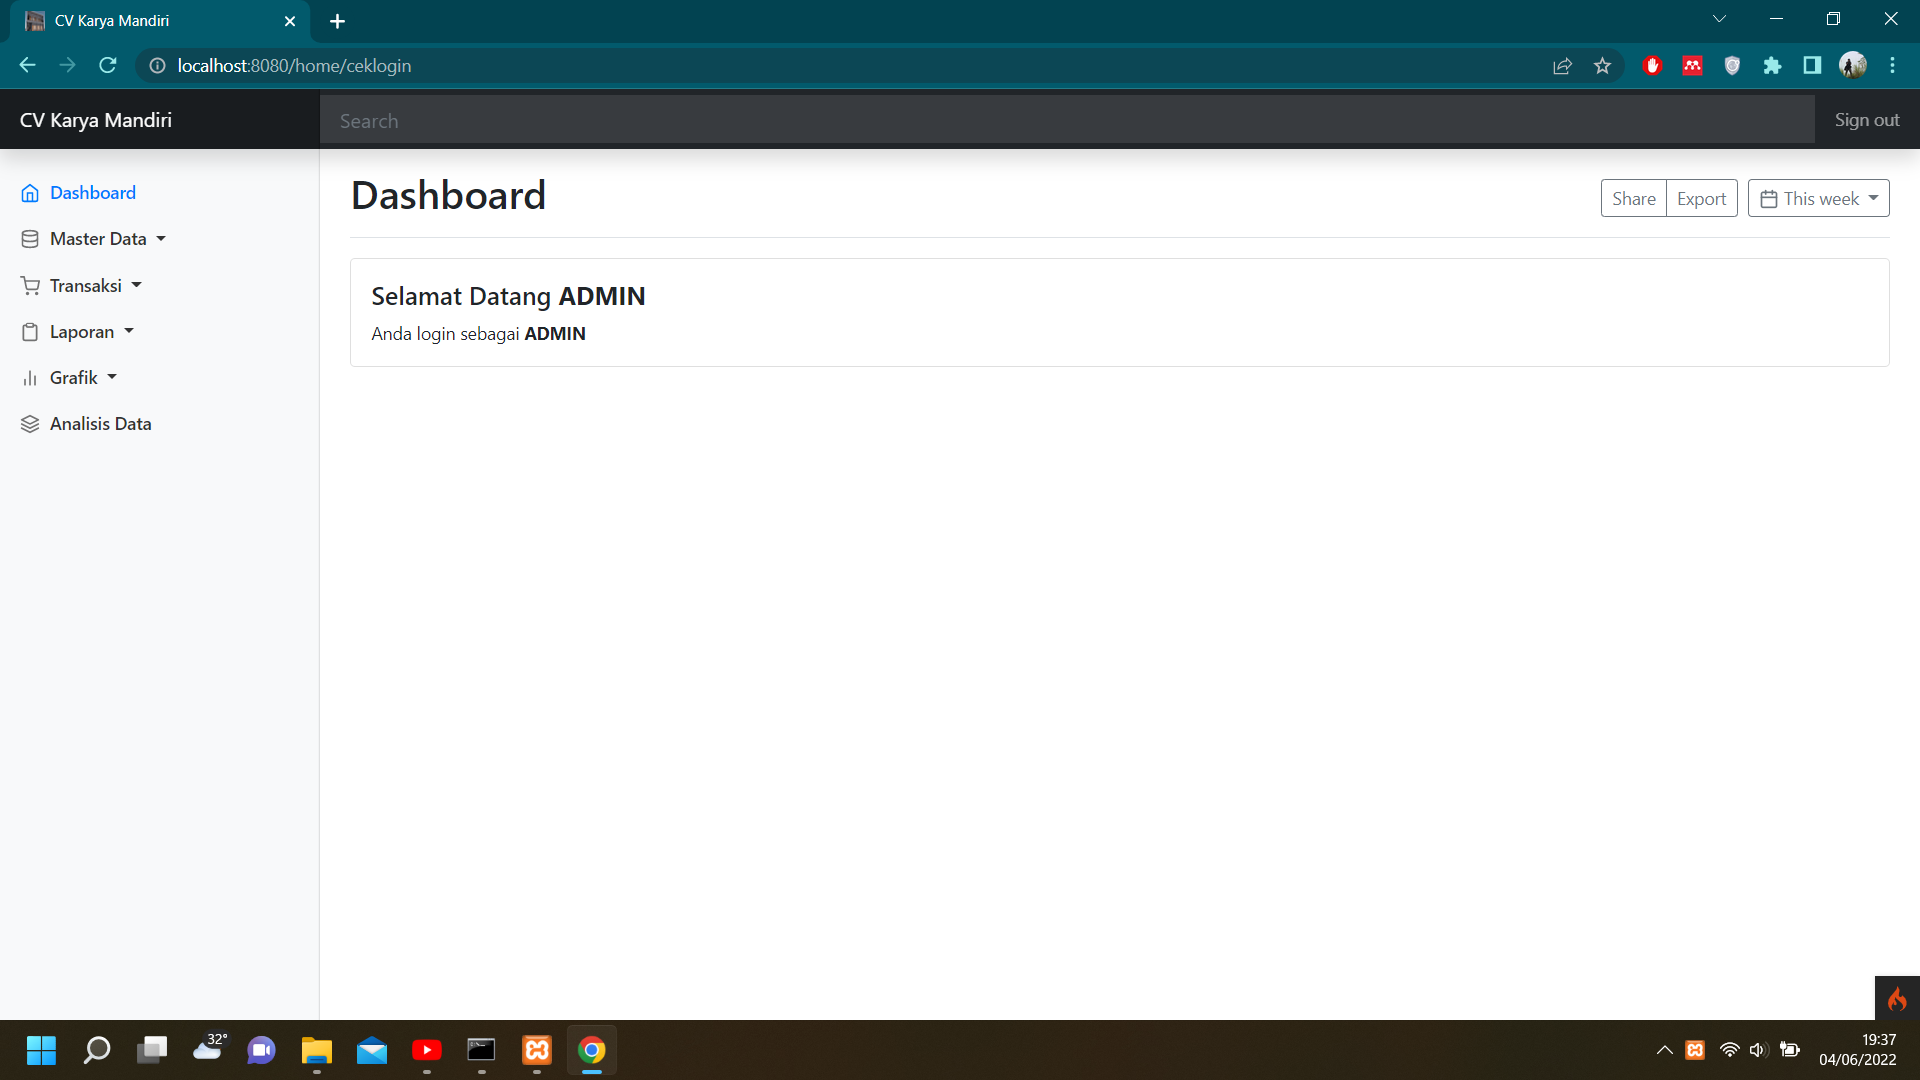 CV Karya Mandiri
localhost:8080/home/ceklogin
CV Karya Mandiri
Search
Sign out
Dashboard
Master Data
Transaksi
Laporan
Grafik
Analisis Data
Dashboard
Share
Export
This week
Selamat Datang ADMIN
Anda login sebagai ADMIN
32°
19:37
04/06/2022